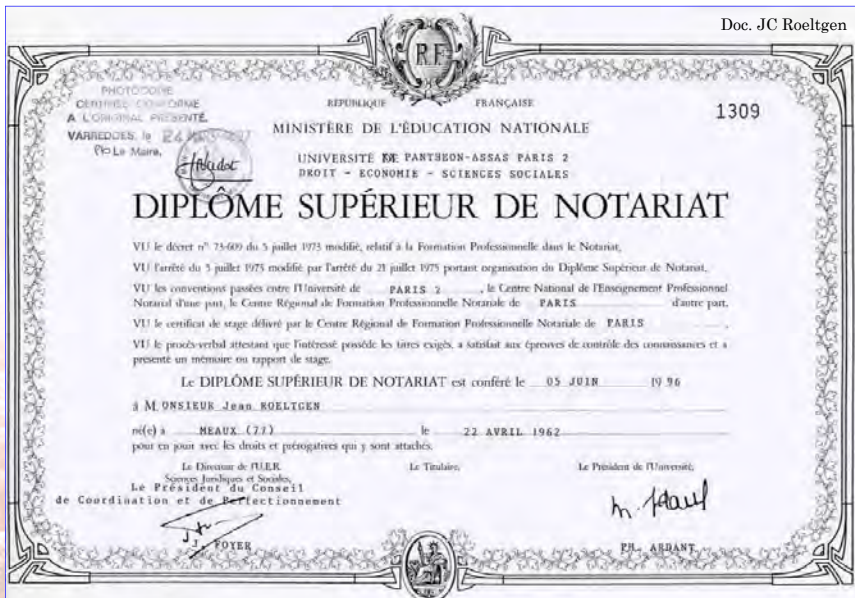 Doc. JC Roeltgen
R.F
PHOTOCOPIE
CERTIFIÉE CONFORME
A L'ORIGINAL PRÉSENTÉ.
VARREDDES, le 24
P/o Le Maire,
RÉPUBLIQUE FRANÇAISE
1309
MINISTÈRE DE L'ÉDUCATION NATIONALE
UNIVERSITÉ DE PANTHEON-ASSAS PARIS 2
DROIT - ECONOMIE - SCIENCES SOCIALES
DIPLÔME SUPÉRIEUR DE NOTARIAT
VU le décret n° 73-609 du 5 juillet 1973 modifié, relatif à la Formation Professionnelle dans le Notariat,
VU l'arrêté du 5 juillet 1973 modifié par l'arrêté du 21 juillet 1975 portant organisation du Diplôme Supérieur de Notariat,
VU les conventions passées entre l'Université de PARIS 2, le Centre National de l'Enseignement Professionnel
Notarial d'une part, le Centre Régional de Formation Professionnelle Notariale de PARIS d'autre part,
VU le certificat de stage délivré par le Centre Régional de Formation Professionnelle Notariale de PARIS,
VU le procès-verbal attestant que l'intéressé possède les titres exigés, a satisfait aux épreuves de contrôle des connaissances et a
présenté un mémoire ou rapport de stage.
Le DIPLÔME SUPÉRIEUR DE NOTARIAT est conféré le 05 JUIN 1996
à MONSIEUR Jean ROELTGEN
né(e) à MEAUX (77) le 22 AVRIL 1962
pour en jouir avec les droits et prérogatives qui y sont attachés.
Le Directeur de l'U.E.R. Le Titulaire, Le Président de l'Université,
Sciences Juridiques et Sociales,
Le Président du Conseil
de Coordination et de Perfectionnement
J. FOYER PH. ARDANT